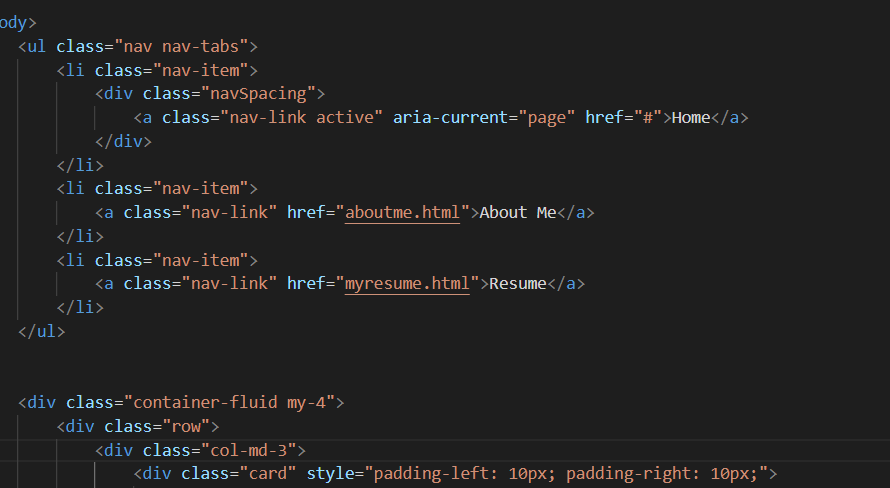 ody>
<ul class="nav nav-tabs">
<li class="nav-item">
<div class="navSpacing">
<a class="nav-link active" aria-current="page" href="#">Home</a>
</div>
</li>
<li class="nav-item">
<a class="nav-link" href="aboutme.html">About Me</a>
</li>
<li class="nav-item">
<a class="nav-link" href="myresume.html">Resume</a>
</li>
</ul>
<div class="container-fluid my-4">
<div class="row">
<div class="col-md-3">
<div class="card" style="padding-left: 10px; padding-right: 10px;">